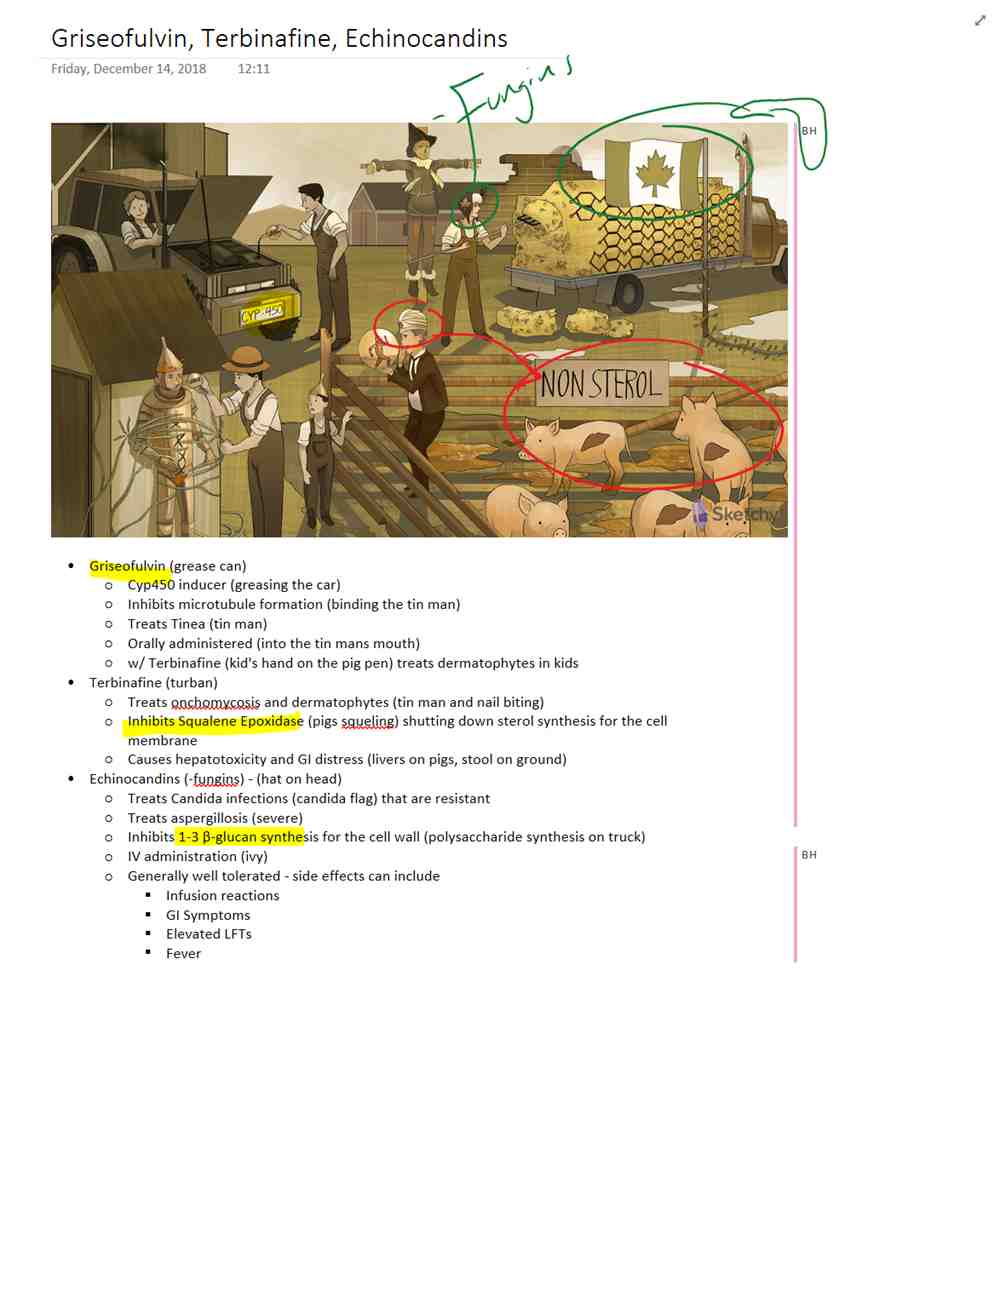 Griseofulvin, Terbinafine, Echinocandins
Friday, December 14, 2018 12:11
-Fungins
BH
CYP-450
NON STEROL
Sketchy
• Griseofulvin (grease can)
o Cyp450 inducer (greasing the car)
o Inhibits microtubule formation (binding the tin man)
o Treats Tinea (tin man)
o Orally administered (into the tin mans mouth)
o w/ Terbinafine (kid's hand on the pig pen) treats dermatophytes in kids
• Terbinafine (turban)
o Treats onchomycosis and dermatophytes (tin man and nail biting)
o Inhibits Squalene Epoxidase (pigs squeling) shutting down sterol synthesis for the cell
membrane
o Causes hepatotoxicity and GI distress (livers on pigs, stool on ground)
• Echinocandins (-fungins) - (hat on head)
o Treats Candida infections (candida flag) that are resistant
o Treats aspergillosis (severe)
o Inhibits 1-3 β-glucan synthesis for the cell wall (polysaccharide synthesis on truck)
o IV administration (ivy)
BH
o Generally well tolerated - side effects can include
▪ Infusion reactions
▪ GI Symptoms
▪ Elevated LFTs
▪ Fever